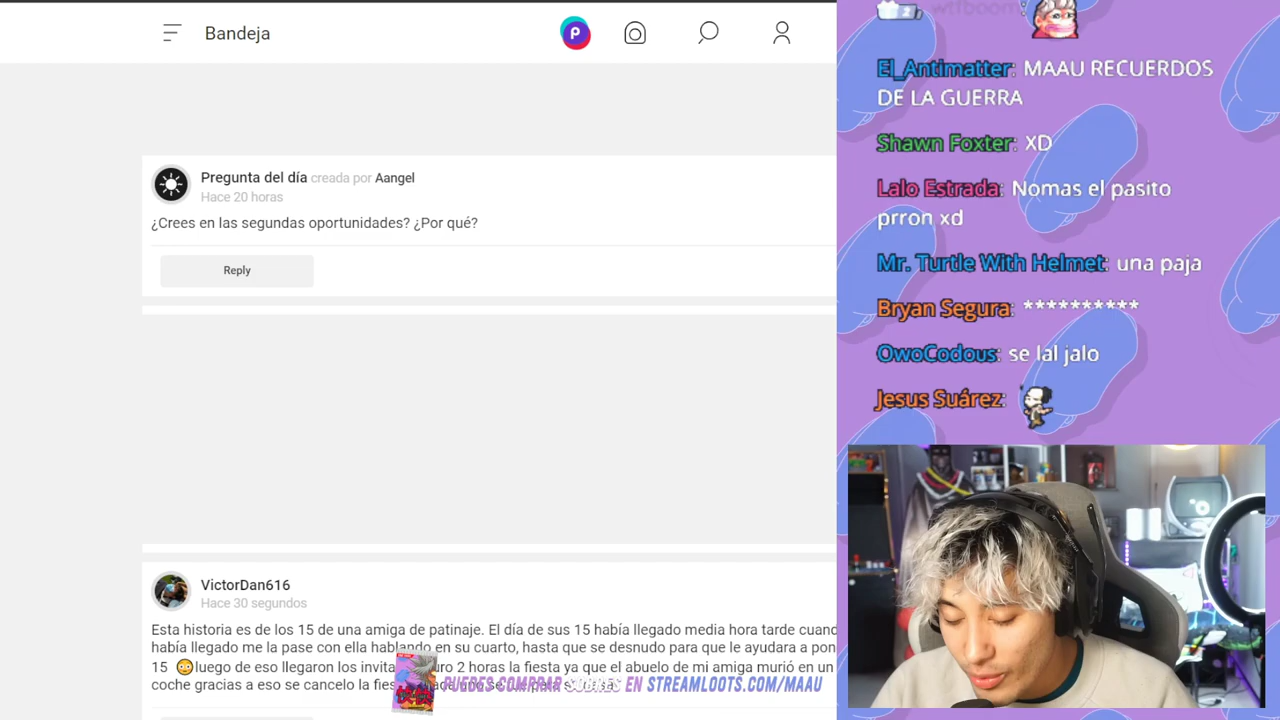 Bandeja
P
Pregunta del día creada por Aangel
Hace 20 horas
¿Crees en las segundas oportunidades? ¿Por qué?
Reply
VictorDan616
Hace 30 segundos
Esta historia es de los 15 de una amiga de patinaje. El día de sus 15 había llegado media hora tarde cuand
había llegado me la pase con ella hablando en su cuarto, hasta que se desnudo para que le ayudara a pon
15 😳luego de eso llegaron los invita 2 horas la fiesta ya que el abuelo de mi amiga murió en un
coche gracias a eso se cancelo la
PUEDES COMPRAR SOBRES EN STREAMLOOTS.COM/MAAU
2 wtfboom :
El_Antimatter: MAAU RECUERDOS
DE LA GUERRA
Shawn Foxter: XD
Lalo Estrada: Nomas el pasito
prron xd
Mr. Turtle With Helmet: una paja
Bryan Segura: **********
OwoCodous: se lal jalo
Jesus Suárez: